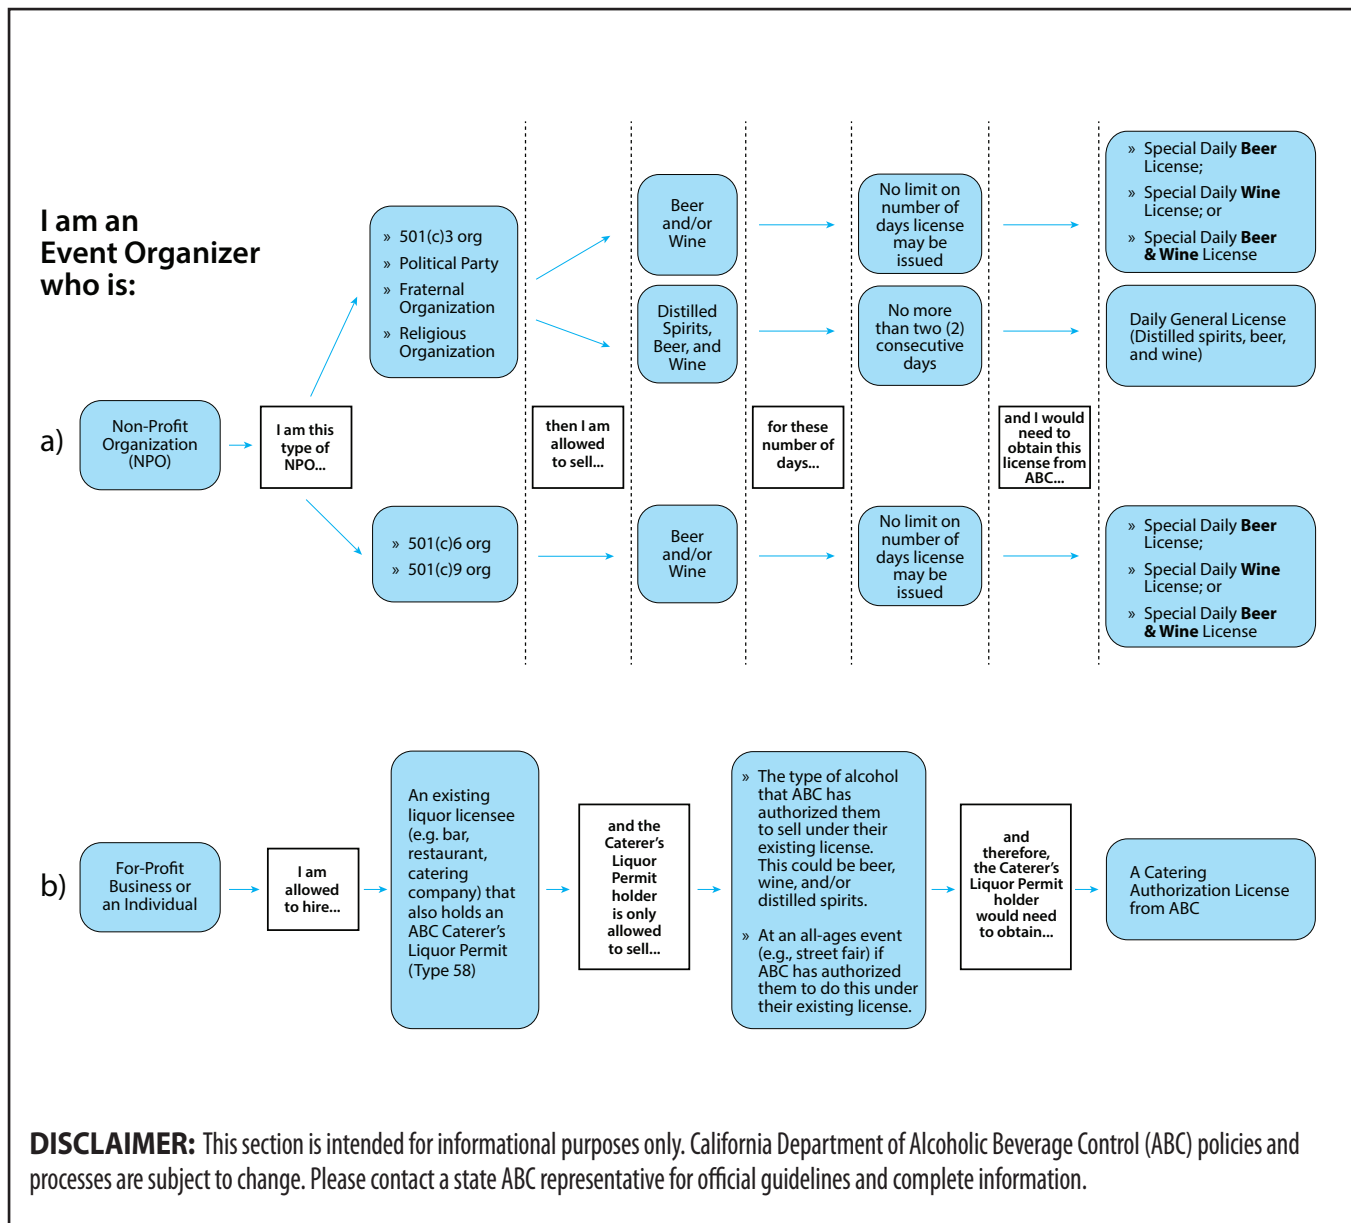 I am an
Event Organizer
who is:
a)
Non-Profit
Organization
(NPO)
I am this
type of
NPO...
» 501(c)3 org
» Political Party
» Fraternal
Organization
» Religious
Organization
then I am
allowed
to sell...
Beer
and/or
Wine
Distilled
Spirits,
Beer, and
Wine
for these
number of
days...
No limit on
number of
days license
may be
issued
No more
than two (2)
consecutive
days
and I would
need to
obtain this
license from
ABC...
» Special Daily Beer
License;
» Special Daily Wine
License; or
» Special Daily Beer
& Wine License
Daily General License
(Distilled spirits, beer,
and wine)
» 501(c)6 org
» 501(c)9 org
Beer
and/or
Wine
No limit on
number of
days license
may be
issued
» Special Daily Beer
License;
» Special Daily Wine
License; or
» Special Daily Beer
& Wine License
b)
For-Profit
Business or
an Individual
I am
allowed
to hire...
An existing
liquor licensee
(e.g. bar,
restaurant,
catering
company) that
also holds an
ABC Caterer's
Liquor Permit
(Type 58)
and the
Caterer's
Liquor
Permit
holder
is only
allowed
to sell...
» The type of alcohol
that ABC has
authorized them
to sell under their
existing license.
This could be beer,
wine, and/or
distilled spirits.
» At an all-ages event
(e.g., street fair) if
ABC has authorized
them to do this under
their existing license.
and
therefore,
the Caterer's
Liquor Permit
holder
would need
to obtain...
A Catering
Authorization License
from ABC
DISCLAIMER: This section is intended for informational purposes only. California Department of Alcoholic Beverage Control (ABC) policies and
processes are subject to change. Please contact a state ABC representative for official guidelines and complete information.